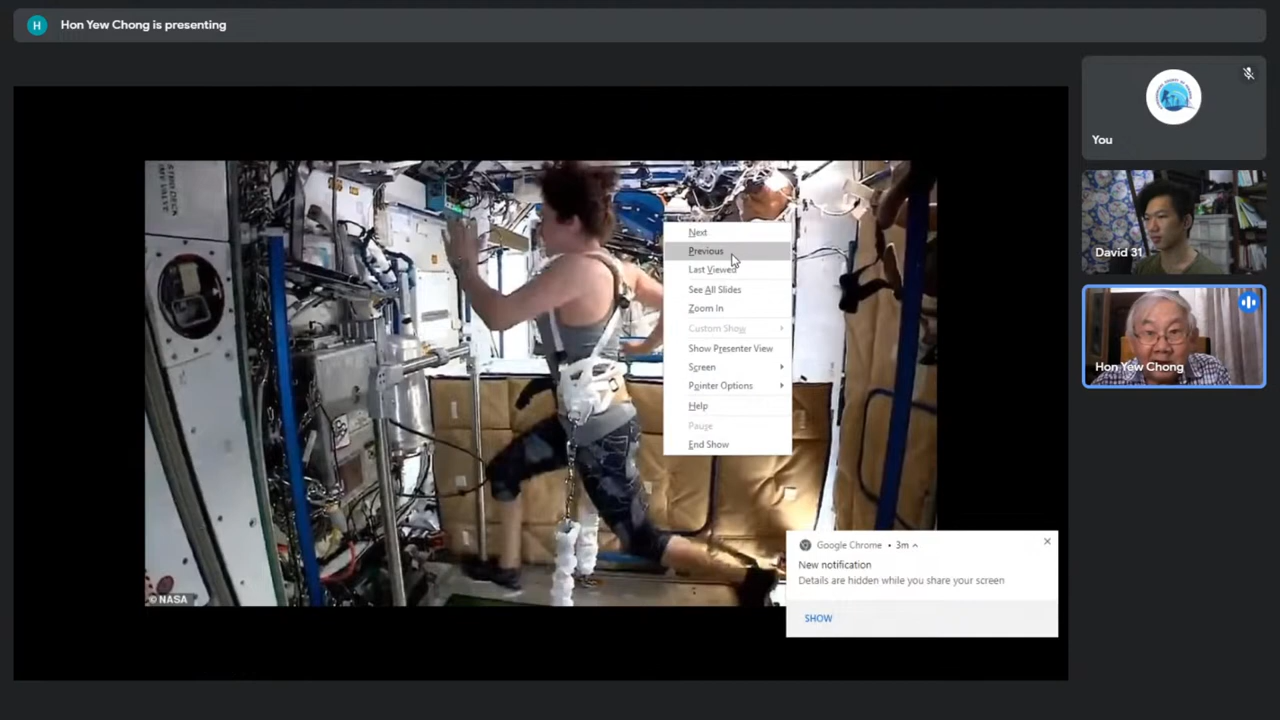 H
Hon Yew Chong is presenting
You
David 31
Hon Yew Chong
Next
Previous
Last Viewed
See All Slides
Zoom In
Custom Show
Show Presenter View
Screen
Pointer Options
Help
Pause
End Show
© NASA
Google Chrome • 3m
New notification
Details are hidden while you share your screen
SHOW